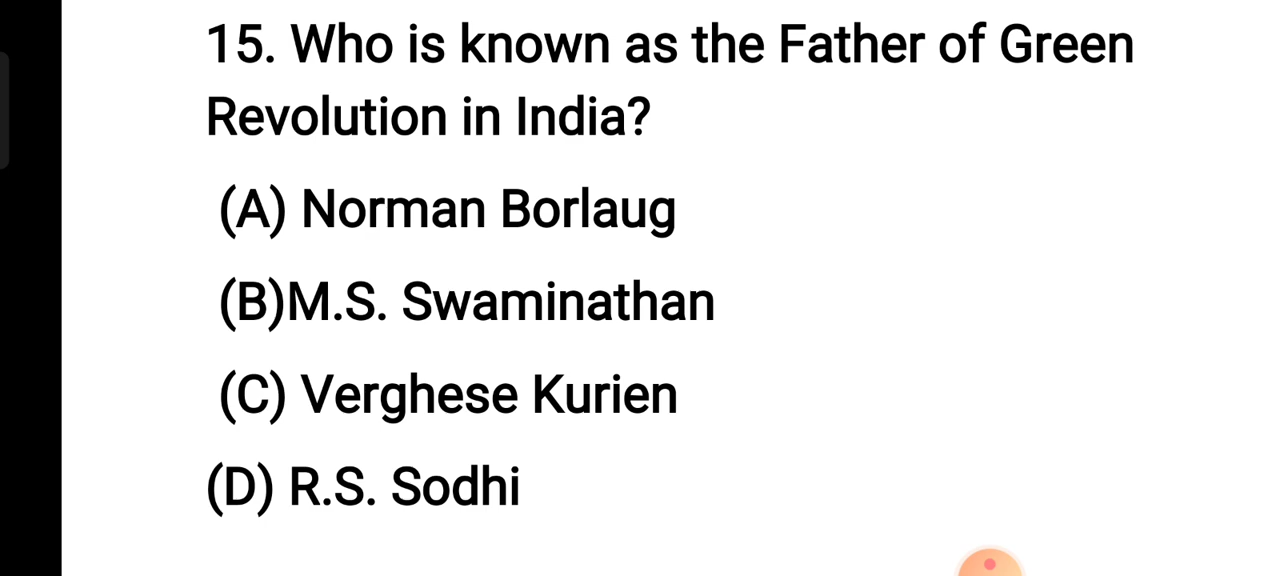 15. Who is known as the Father of Green
Revolution in India?
(A) Norman Borlaug
(B)M.S. Swaminathan
(C) Verghese Kurien
(D) R.S. Sodhi